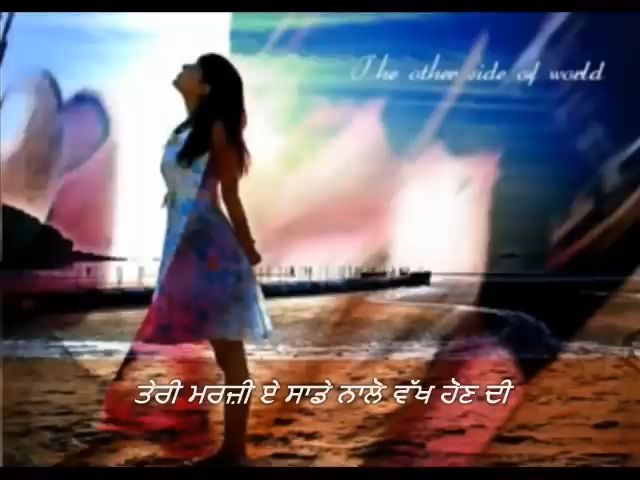 The other side of world
ਤੇਰੀ ਮਰਜ਼ੀ ਏ ਸਾਡੇ ਨਾਲੋ ਵੱਖ ਹੋਣ ਦੀ